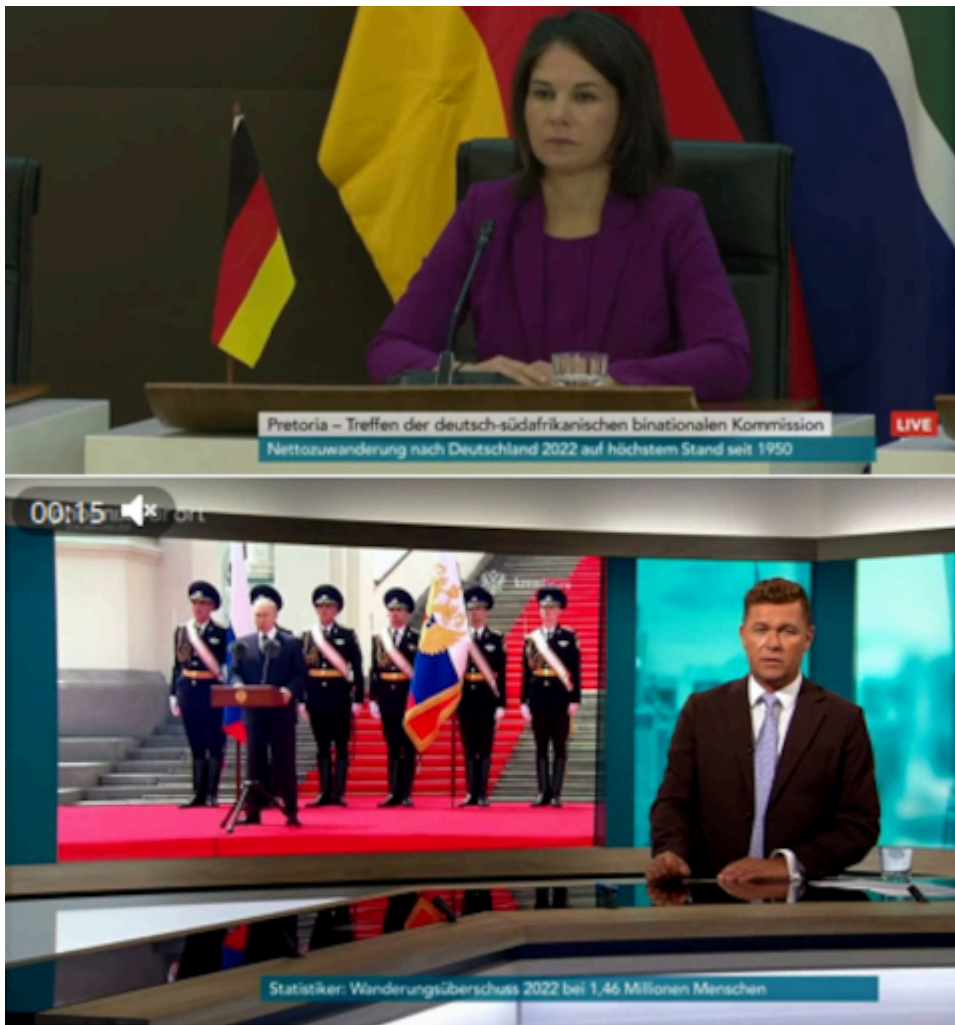 Pretoria – Treffen der deutsch-südafrikanischen binationalen Kommission
LIVE
Nettozuwanderung nach Deutschland 2022 auf höchstem Stand seit 1950
00:15
ort
Statistiker: Wanderungsüberschuss 2022 bei 1,46 Millionen Menschen